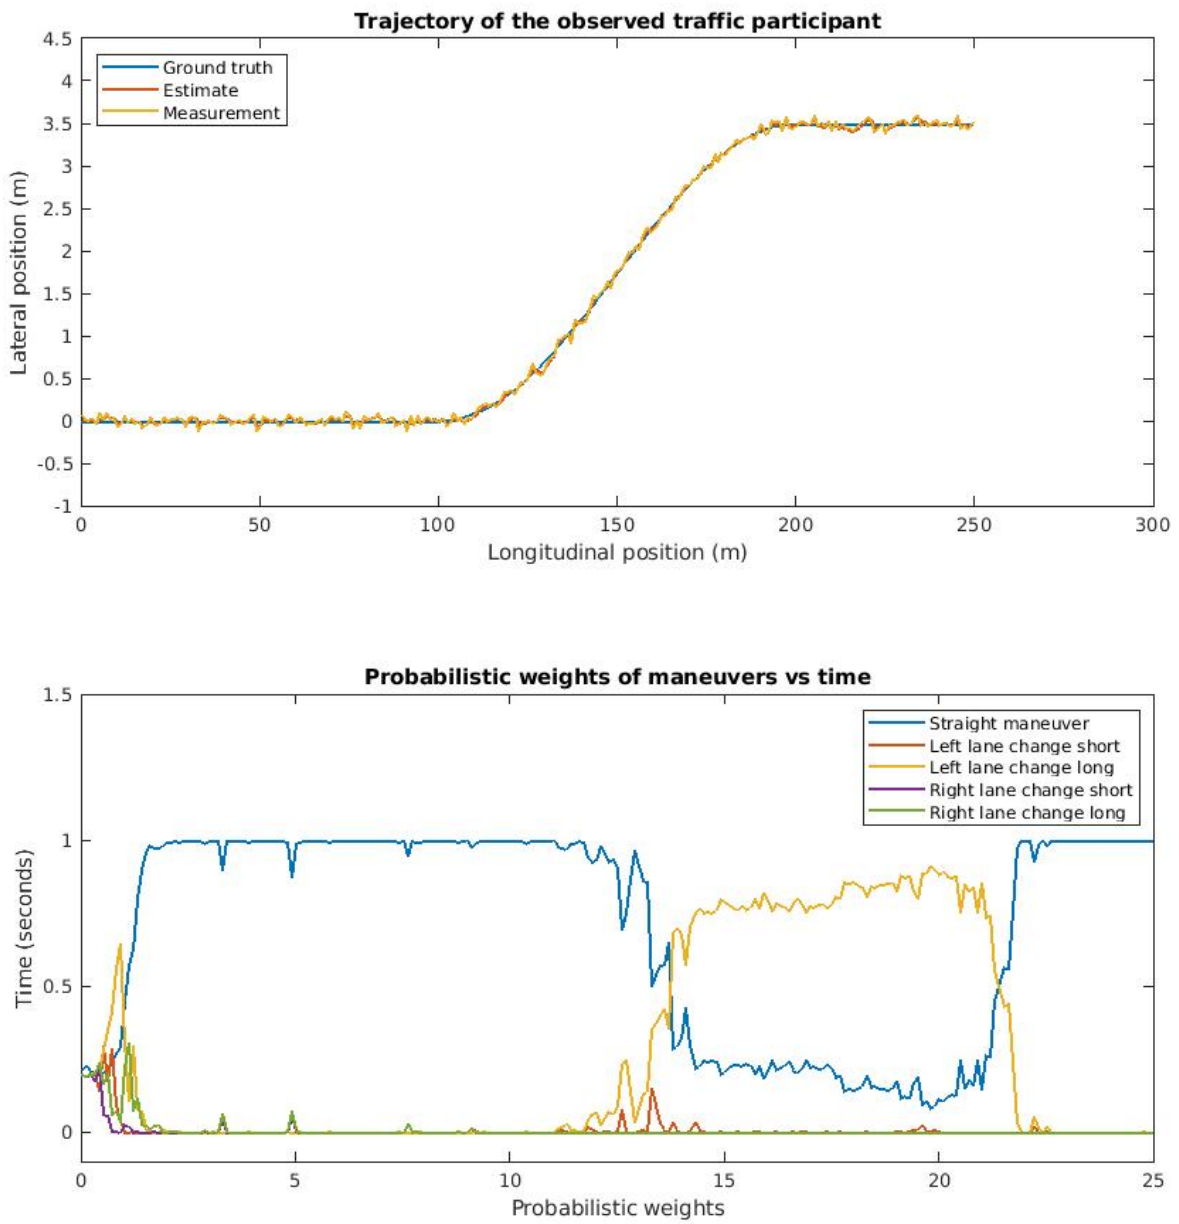 Trajectory of the observed traffic participant
4.5
4
3.5
3
2.5
2
1.5
1
0.5
0
-0.5
-1
Lateral position (m)
Ground truth
Estimate
Measurement
0 50 100 150 200 250 300
Longitudinal position (m)
Probabilistic weights of maneuvers vs time
1.5
1
0.5
0
Time (seconds)
Straight maneuver
Left lane change short
Left lane change long
Right lane change short
Right lane change long
0 5 10 15 20 25
Probabilistic weights